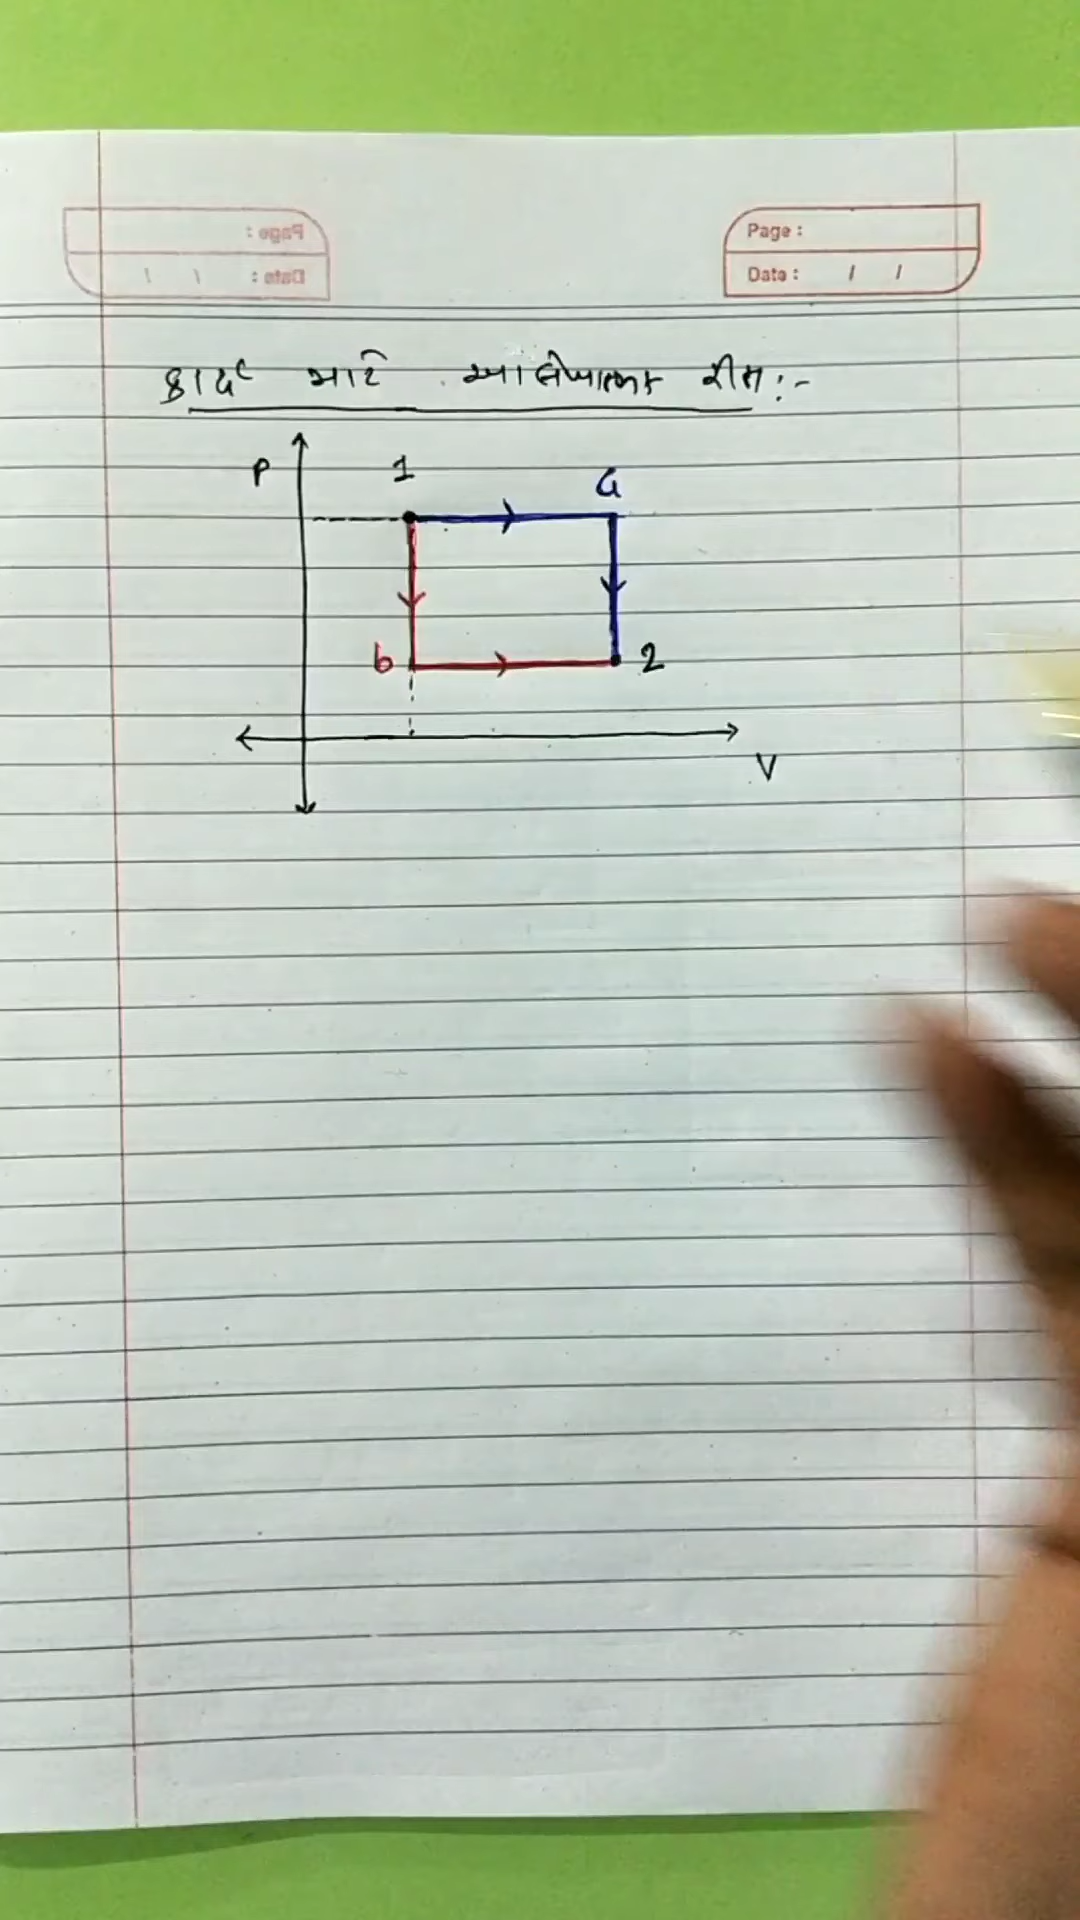 Page :
Date : / /
કાર્ય માટે આલેખાત્મક રીત :-
P
1
a
b
2
V